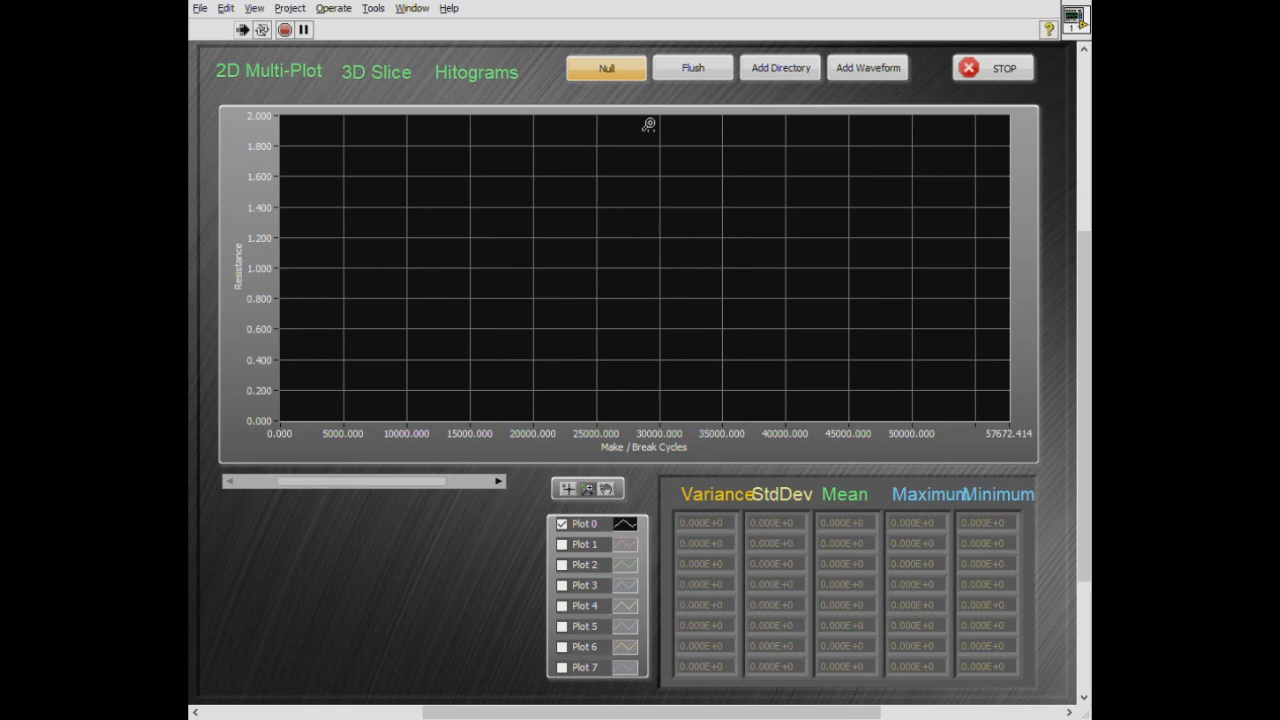 File Edit View Project Operate Tools Window Help
1
2D Multi-Plot 3D Slice Hitograms Null Flush Add Directory Add Waveform STOP
2.000
1.800
1.600
1.400
1.200
1.000
0.800
0.600
0.400
0.200
0.000
Resistance
0.000 5000.000 10000.000 15000.000 20000.000 25000.000 30000.000 35000.000 40000.000 45000.000 50000.000 57672.414
Make / Break Cycles
Variance StdDev Mean Maximum Minimum
Plot 0 0.000E+0 0.000E+0 0.000E+0 0.000E+0 0.000E+0
Plot 1 0.000E+0 0.000E+0 0.000E+0 0.000E+0 0.000E+0
Plot 2 0.000E+0 0.000E+0 0.000E+0 0.000E+0 0.000E+0
Plot 3 0.000E+0 0.000E+0 0.000E+0 0.000E+0 0.000E+0
Plot 4 0.000E+0 0.000E+0 0.000E+0 0.000E+0 0.000E+0
Plot 5 0.000E+0 0.000E+0 0.000E+0 0.000E+0 0.000E+0
Plot 6 0.000E+0 0.000E+0 0.000E+0 0.000E+0 0.000E+0
Plot 7 0.000E+0 0.000E+0 0.000E+0 0.000E+0 0.000E+0